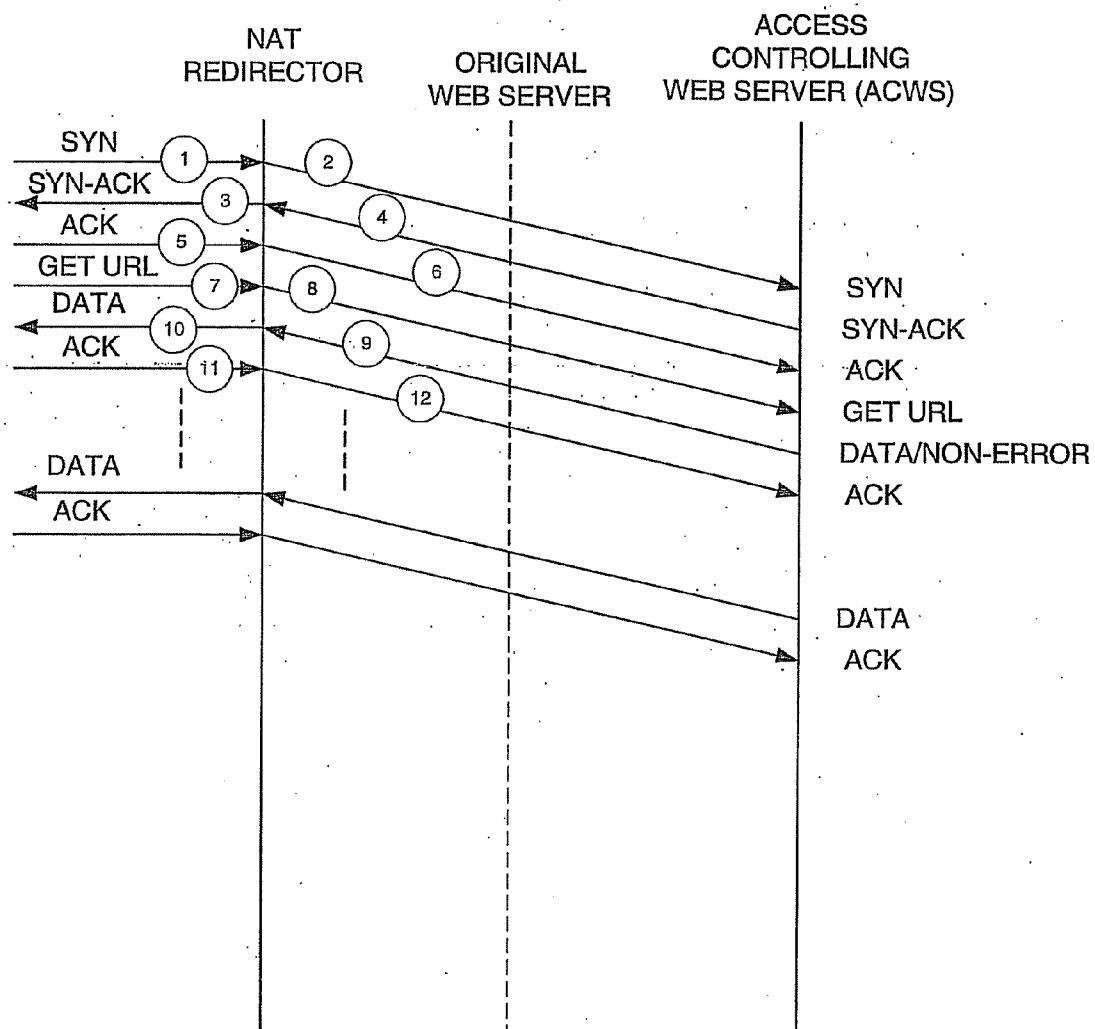 NAT
REDIRECTOR
ORIGINAL
WEB SERVER
ACCESS
CONTROLLING
WEB SERVER (ACWS)
SYN
1
2
SYN-ACK
3
4
ACK
5
6
GET URL
7
8
DATA
10
9
ACK
11
12
SYN
SYN-ACK
ACK
GET URL
DATA/NON-ERROR
ACK
DATA
ACK
DATA
ACK